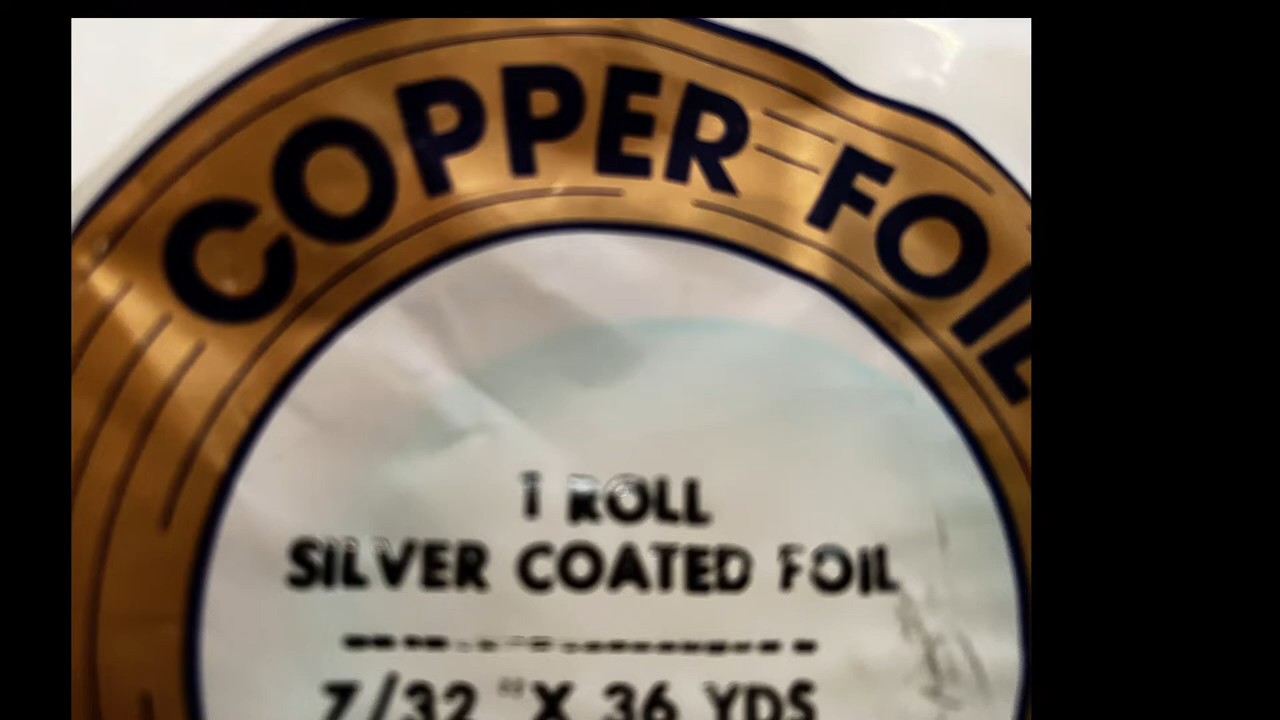 COPPER FOIL
1 ROLL
SILVER COATED FOIL
7/32 "X 36 YDS